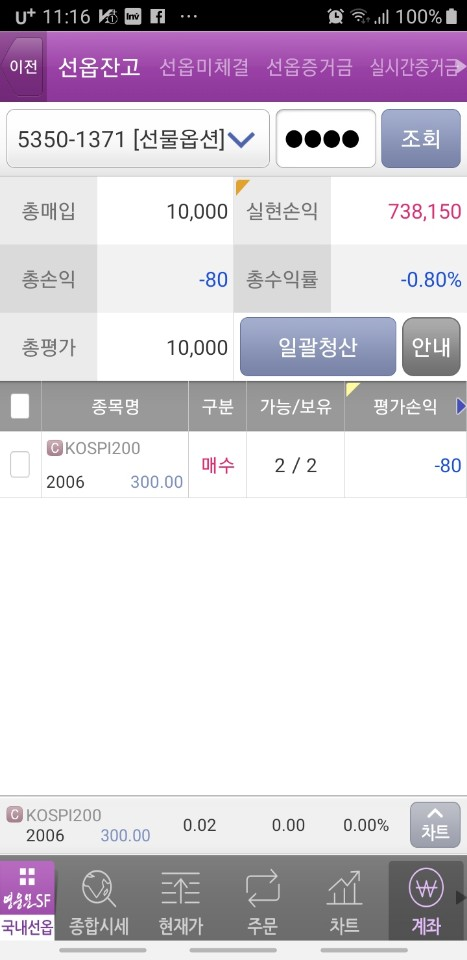 U+ 11:16 Inv f ... 100%
이전 선옵잔고 선옵미체결 선옵증거금 실시간증거금
5350-1371 [선물옵션] ●●●● 조회
총매입 10,000 실현손익 738,150
총손익 -80 총수익률 -0.80%
총평가 10,000 일괄청산 안내
종목명 구분 가능/보유 평가손익
C KOSPI200
2006 300.00 매수 2 / 2 -80
C KOSPI200
2006 300.00 0.02 0.00 0.00% 차트
영웅문SF
국내선옵 종합시세 현재가 주문 차트 계좌